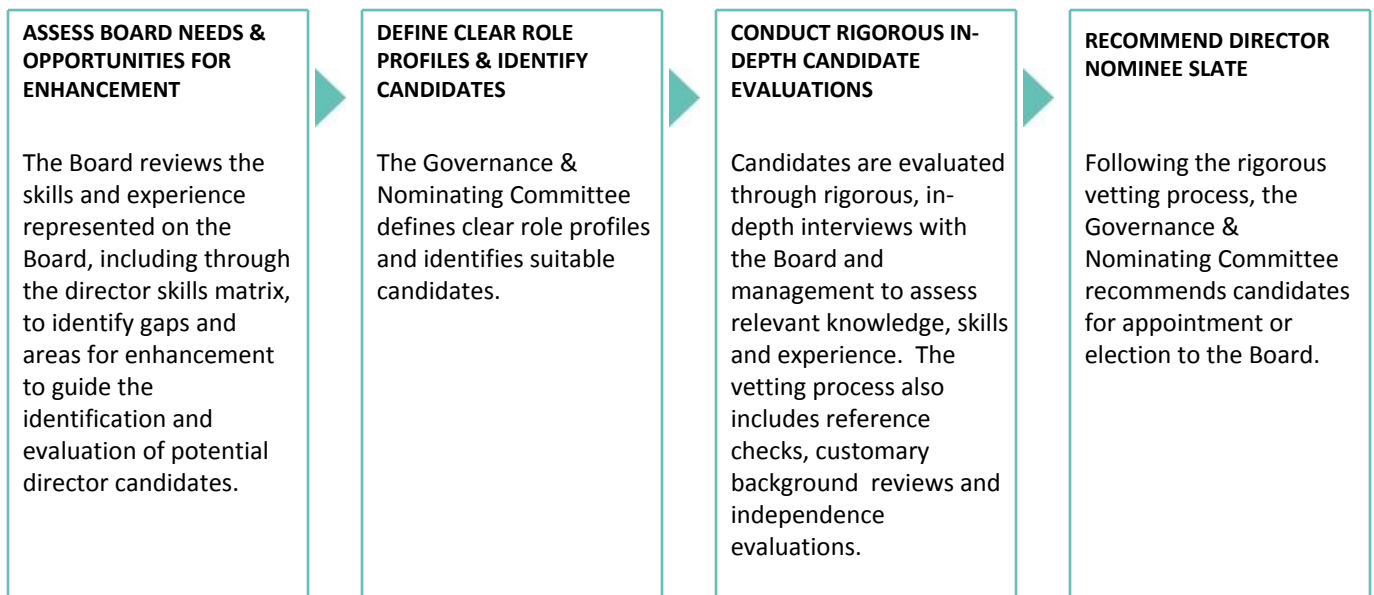 ASSESS BOARD NEEDS &
OPPORTUNITIES FOR
ENHANCEMENT
The Board reviews the
skills and experience
represented on the
Board, including through
the director skills matrix,
to identify gaps and
areas for enhancement
to guide the
identification and
evaluation of potential
director candidates.
DEFINE CLEAR ROLE
PROFILES & IDENTIFY
CANDIDATES
The Governance &
Nominating Committee
defines clear role profiles
and identifies suitable
candidates.
CONDUCT RIGOROUS IN-
DEPTH CANDIDATE
EVALUATIONS
Candidates are evaluated
through rigorous, in-
depth interviews with
the Board and
management to assess
relevant knowledge, skills
and experience.  The
vetting process also
includes reference
checks, customary
background  reviews and
independence
evaluations.
RECOMMEND DIRECTOR
NOMINEE SLATE
Following the rigorous
vetting process, the
Governance &
Nominating Committee
recommends candidates
for appointment or
election to the Board.